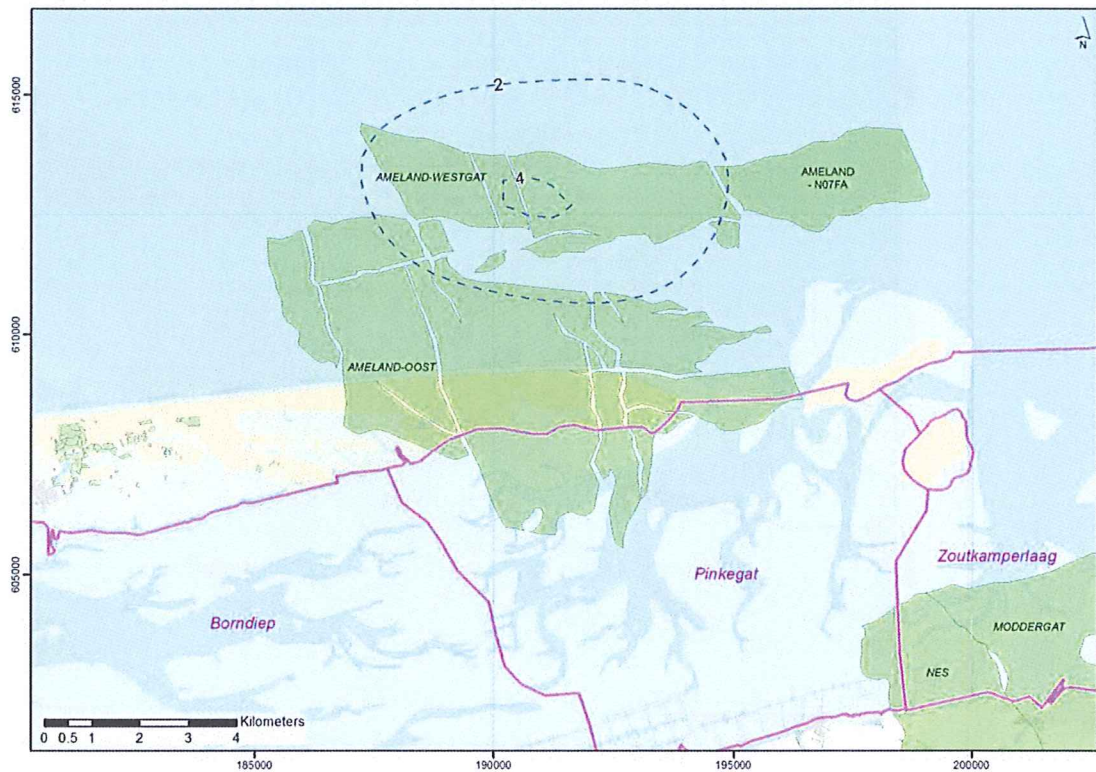 N
615000
610000
605000
2
4
AMELAND-WESTGAT
AMELAND
- N07FA
AMELAND-OOST
Borndiep
Pinkegat
Zoutkamperlaag
MODDERGAT
NES
0 0.5 1 2 3 4 Kilometers
185000 190000 195000 200000